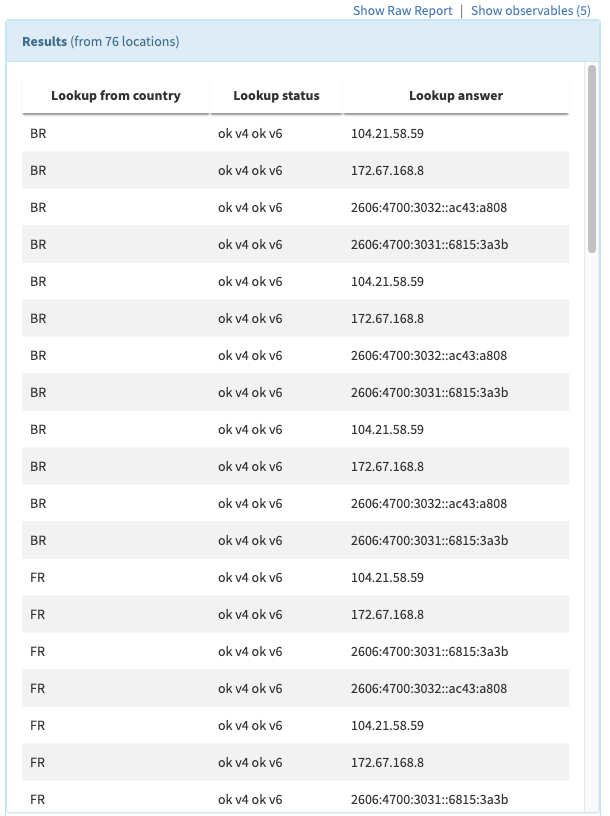 Show Raw Report | Show observables (5)
Results (from 76 locations)
Lookup from country Lookup status Lookup answer
BR ok v4 ok v6 104.21.58.59
BR ok v4 ok v6 172.67.168.8
BR ok v4 ok v6 2606:4700:3032::ac43:a808
BR ok v4 ok v6 2606:4700:3031::6815:3a3b
BR ok v4 ok v6 104.21.58.59
BR ok v4 ok v6 172.67.168.8
BR ok v4 ok v6 2606:4700:3032::ac43:a808
BR ok v4 ok v6 2606:4700:3031::6815:3a3b
BR ok v4 ok v6 104.21.58.59
BR ok v4 ok v6 172.67.168.8
BR ok v4 ok v6 2606:4700:3032::ac43:a808
BR ok v4 ok v6 2606:4700:3031::6815:3a3b
FR ok v4 ok v6 104.21.58.59
FR ok v4 ok v6 172.67.168.8
FR ok v4 ok v6 2606:4700:3031::6815:3a3b
FR ok v4 ok v6 2606:4700:3032::ac43:a808
FR ok v4 ok v6 104.21.58.59
FR ok v4 ok v6 172.67.168.8
FR ok v4 ok v6 2606:4700:3031::6815:3a3b